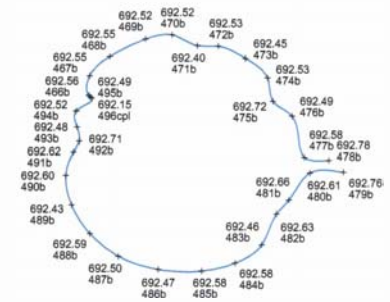 692.52
470b
692.52
469b
692.53
472b
692.55
468b
692.40
471b
692.45
473b
692.55
467b
692.53
474b
692.56
466b
692.49
495b
692.15
496cpl
692.72
475b
692.49
476b
692.52
494b
692.48
493b
692.71
492b
692.58
477b
692.78
478b
692.62
491b
692.60
490b
692.66
481b
692.61
480b
692.76
479b
692.43
489b
692.46
483b
692.63
482b
692.59
488b
692.50
487b
692.47
486b
692.58
485b
692.58
484b